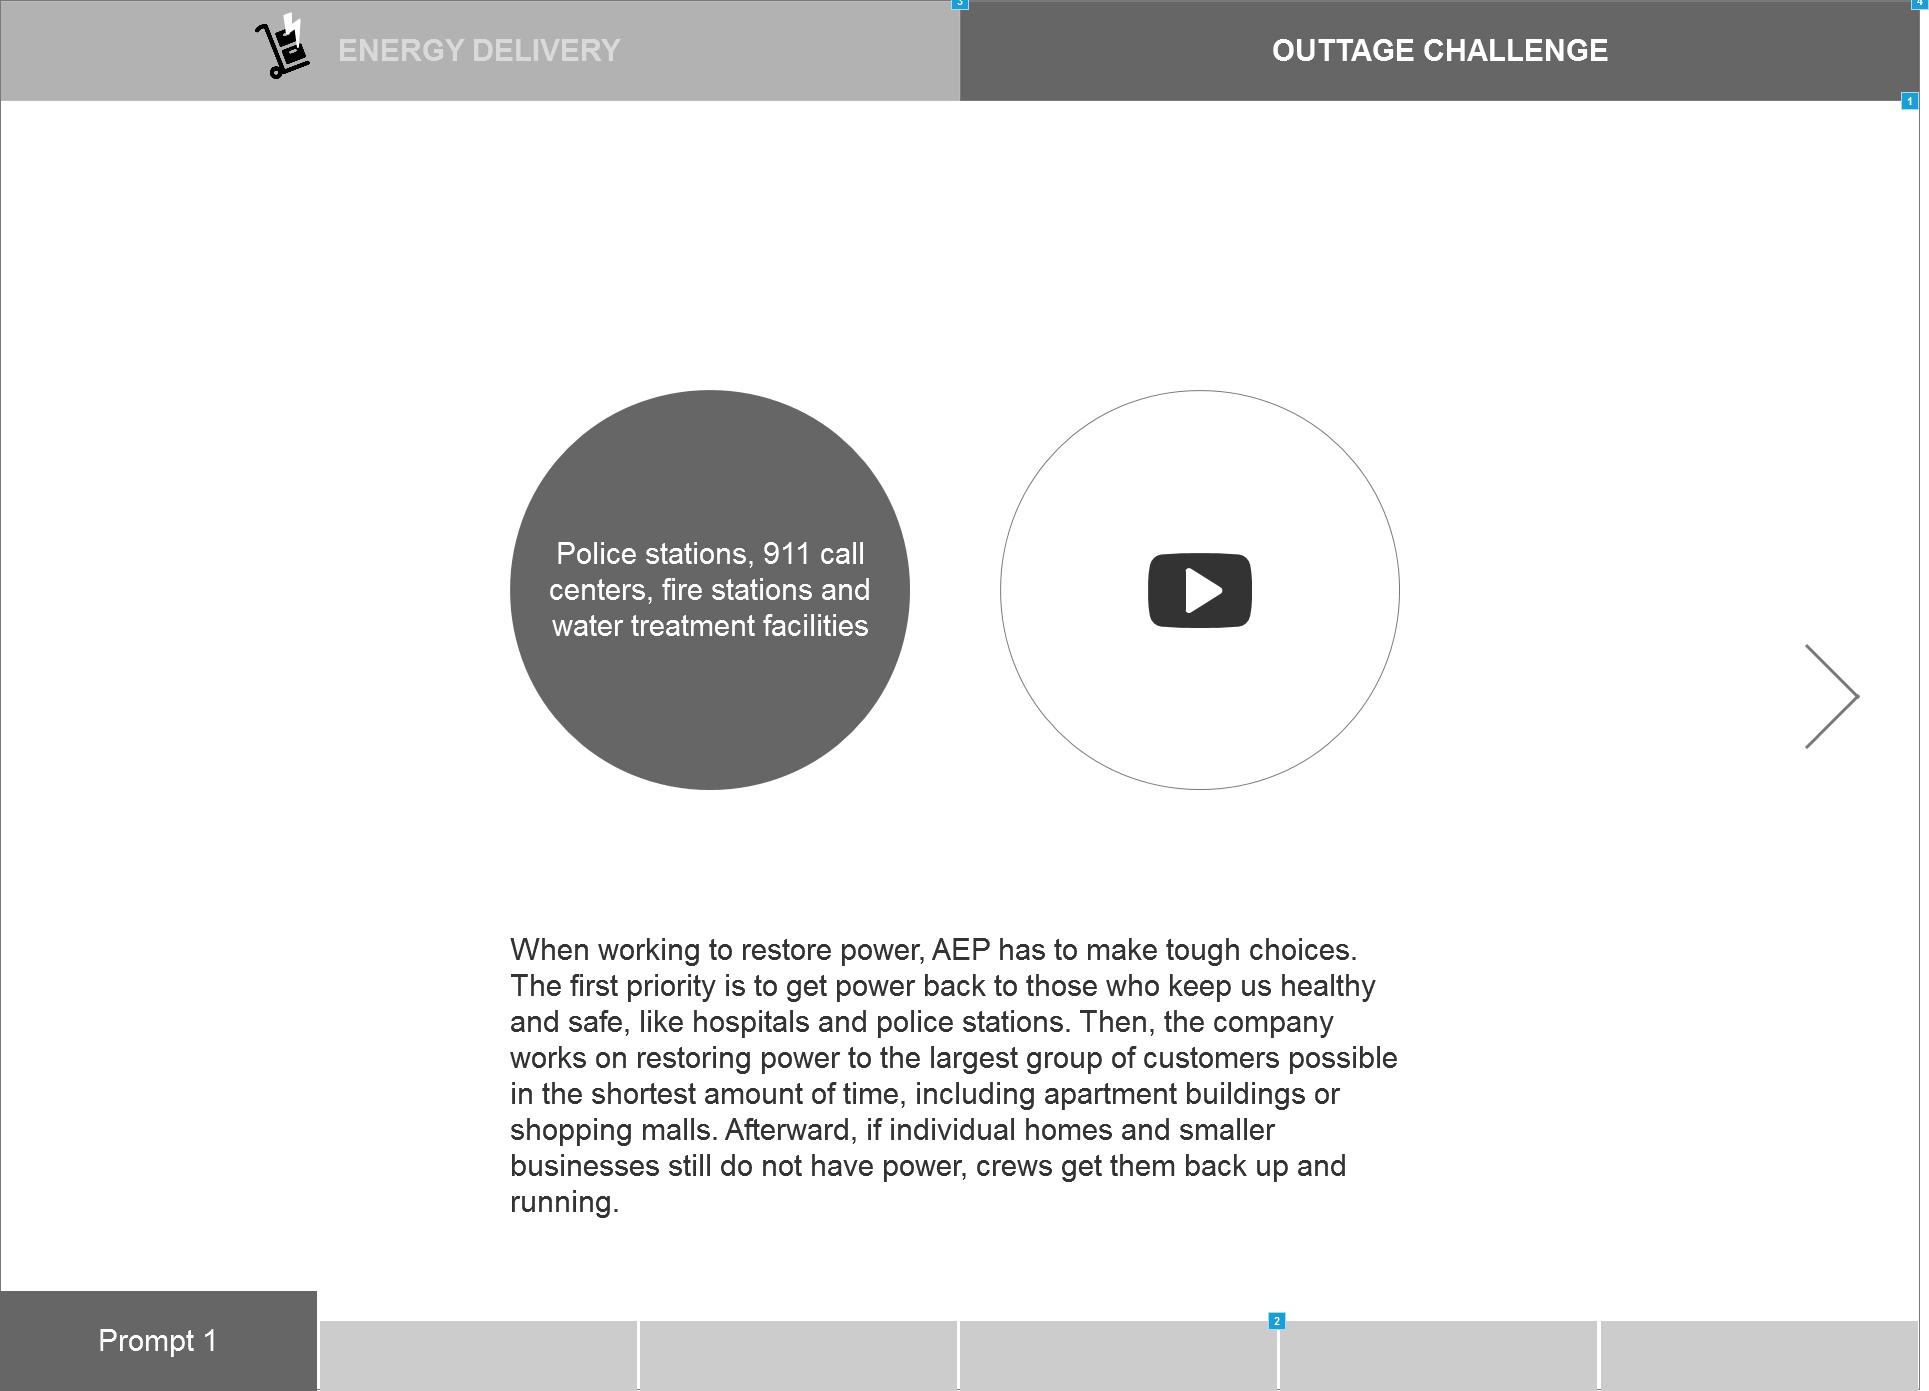 3
4
ENERGY DELIVERY
OUTTAGE CHALLENGE
1
Police stations, 911 call
centers, fire stations and
water treatment facilities
When working to restore power, AEP has to make tough choices.
The first priority is to get power back to those who keep us healthy
and safe, like hospitals and police stations. Then, the company
works on restoring power to the largest group of customers possible
in the shortest amount of time, including apartment buildings or
shopping malls. Afterward, if individual homes and smaller
businesses still do not have power, crews get them back up and
running.
2
Prompt 1